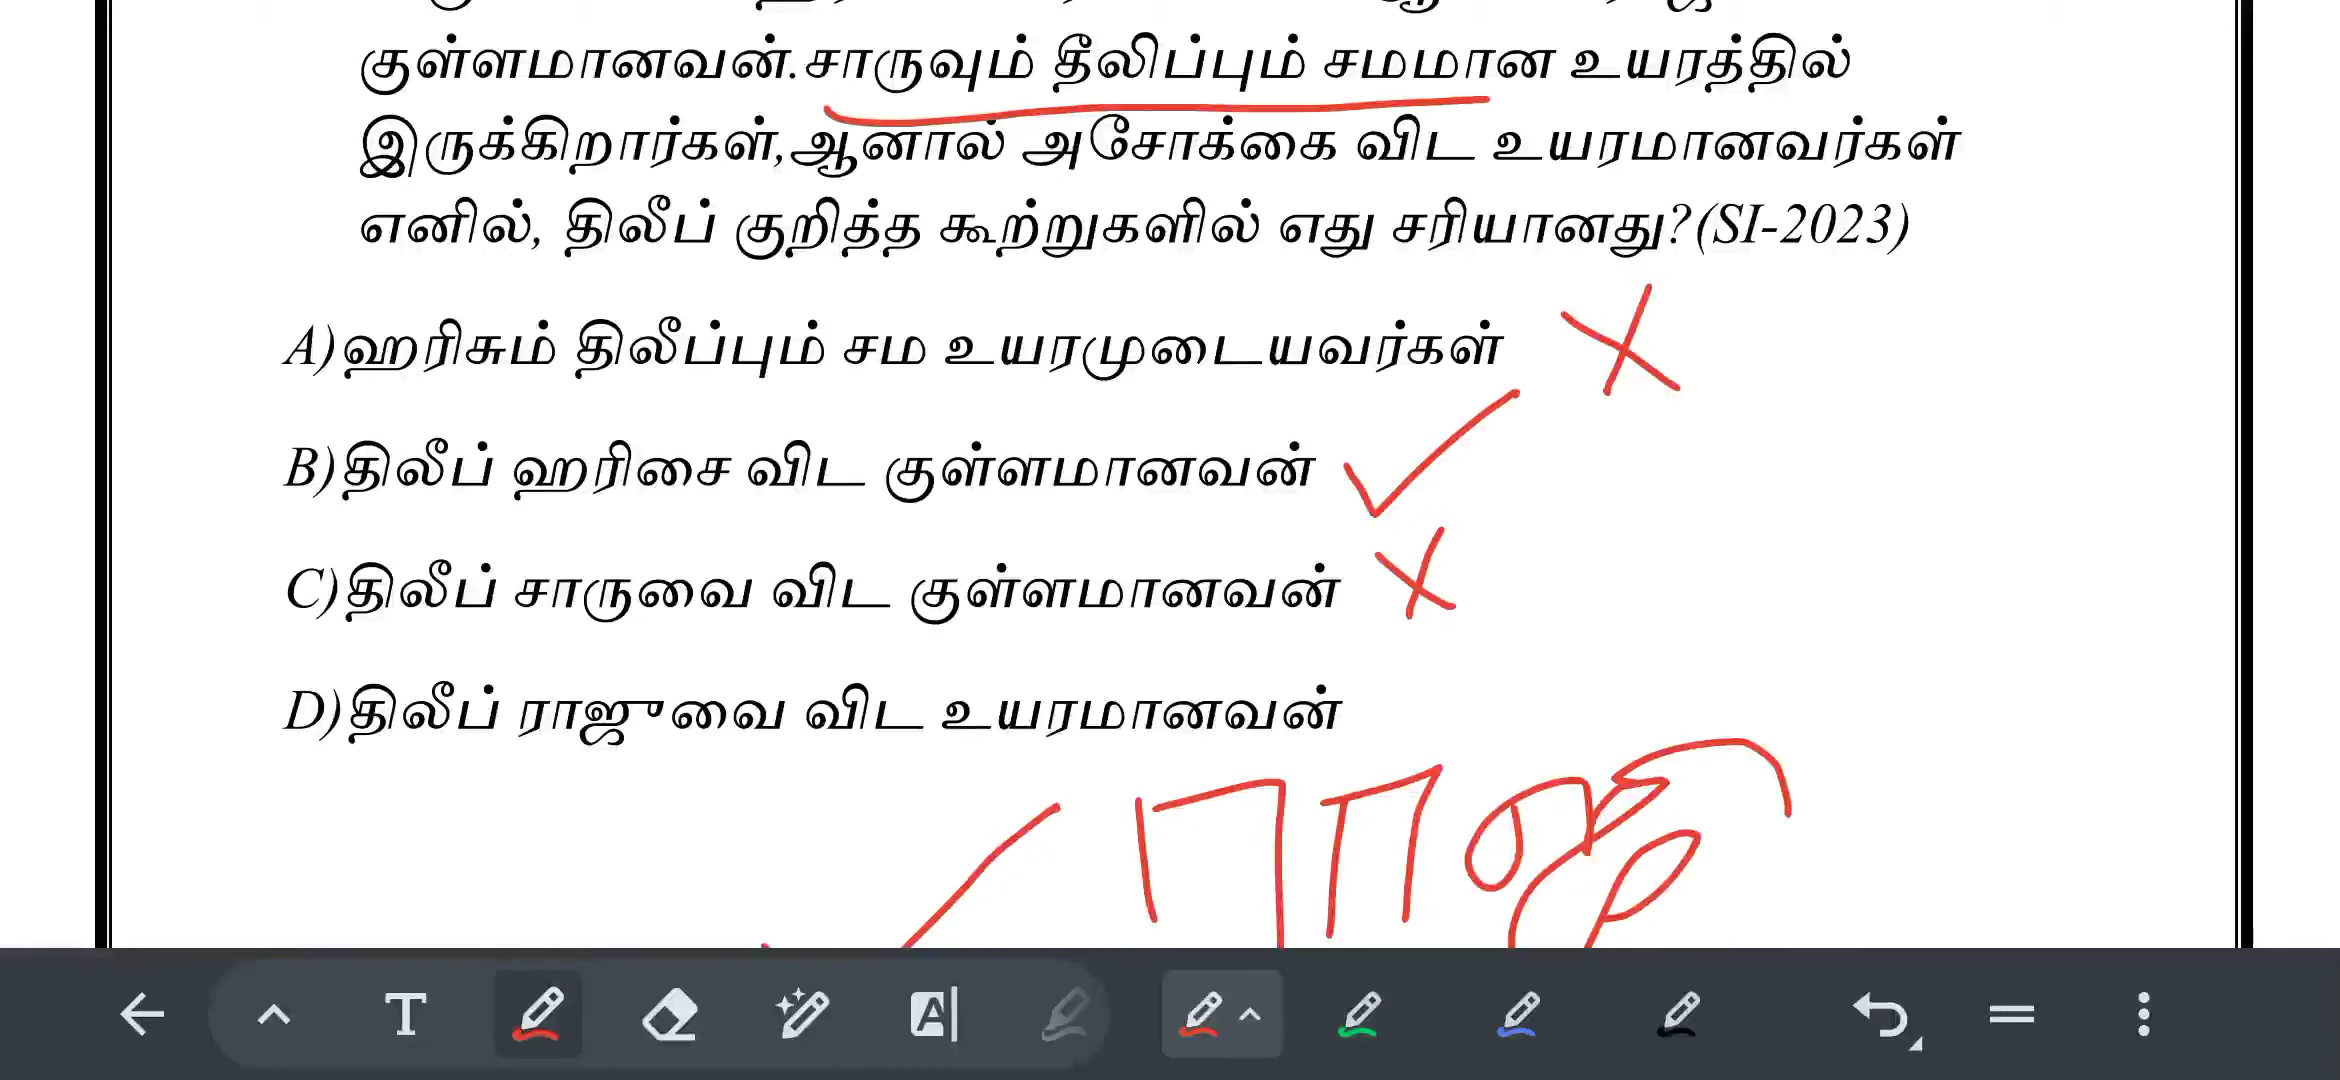 குள்ளமானவன்.சாருவும் தீலிப்பும் சமமான உயரத்தில்
இருக்கிறார்கள்,ஆனால் அசோக்கை விட உயரமானவர்கள்
எனில், திலீப் குறித்த கூற்றுகளில் எது சரியானது?(SI-2023)
A)ஹரிசும் திலீப்பும் சம உயரமுடையவர்கள்
B)திலீப் ஹரிசை விட குள்ளமானவன்
C)திலீப் சாருவை விட குள்ளமானவன்
D)திலீப் ராஜுவை விட உயரமானவன்